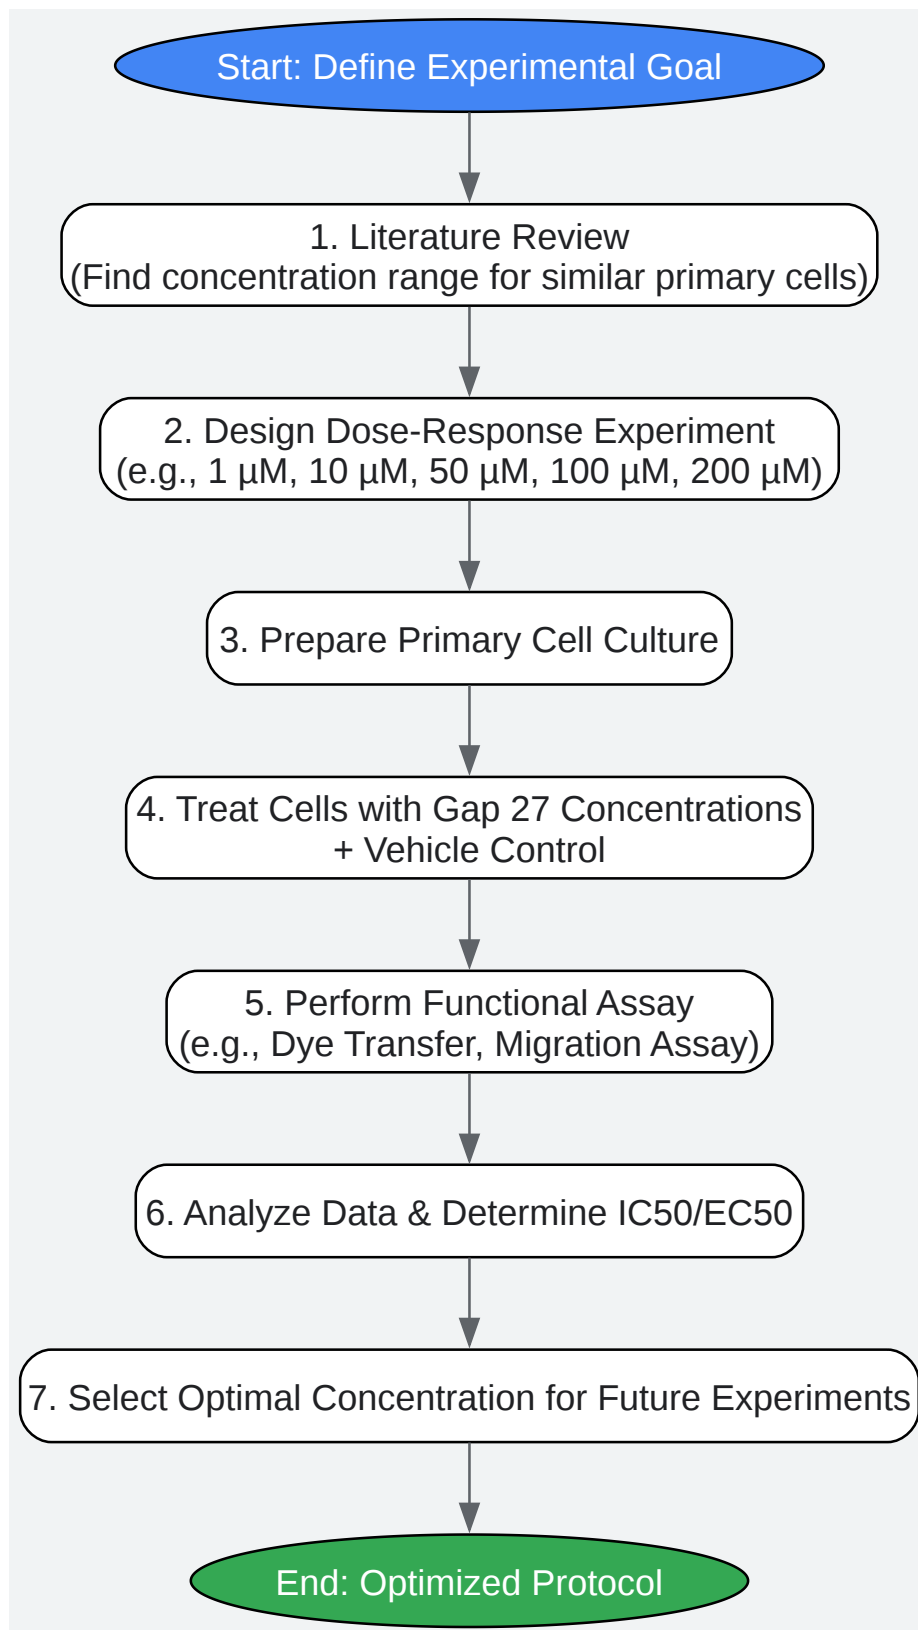 Start: Define Experimental Goal
1. Literature Review
(Find concentration range for similar primary cells)
2. Design Dose-Response Experiment
(e.g., 1 µM, 10 µM, 50 µM, 100 µM, 200 µM)
3. Prepare Primary Cell Culture
4. Treat Cells with Gap 27 Concentrations
+ Vehicle Control
5. Perform Functional Assay
(e.g., Dye Transfer, Migration Assay)
6. Analyze Data & Determine IC50/EC50
7. Select Optimal Concentration for Future Experiments
End: Optimized Protocol